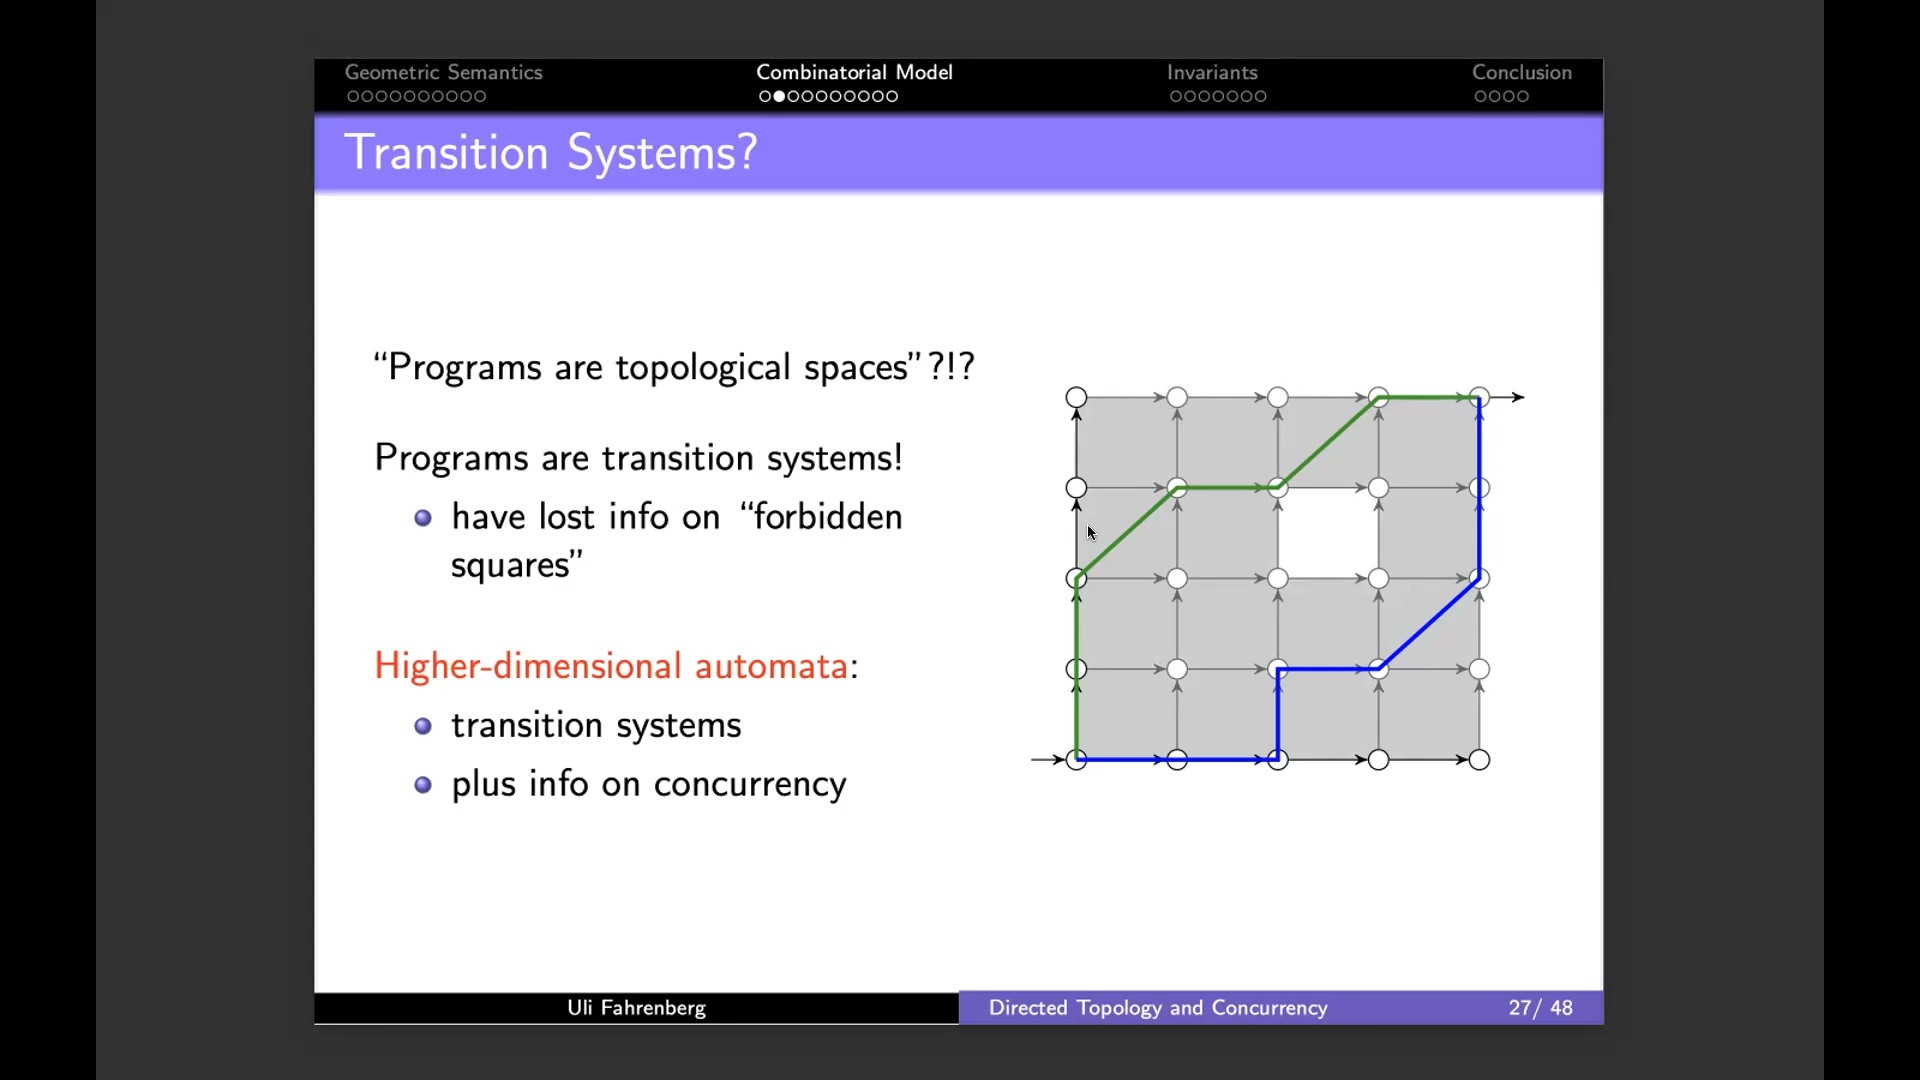 Geometric Semantics
Combinatorial Model
Invariants
Conclusion
Transition Systems?
“Programs are topological spaces”?!?
Programs are transition systems!
have lost info on “forbidden
squares”
Higher-dimensional automata:
transition systems
plus info on concurrency
Uli Fahrenberg
Directed Topology and Concurrency
27/ 48